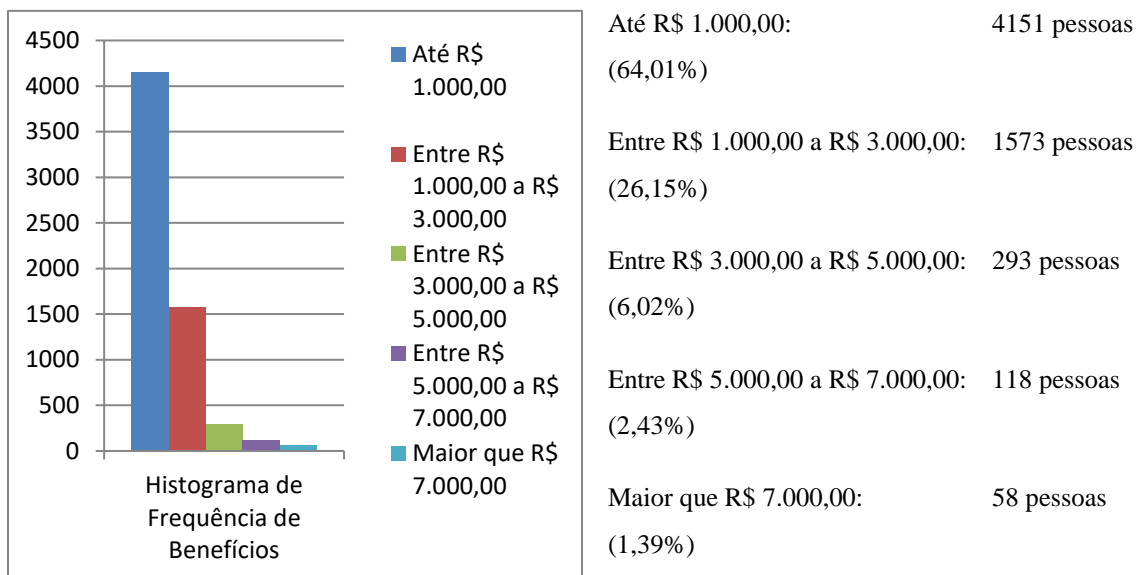 4500
4000
3500
3000
2500
2000
1500
1000
500
0
Histograma de
Frequência de
Benefícios
Até R$
1.000,00
Entre R$
1.000,00 a R$
3.000,00
Entre R$
3.000,00 a R$
5.000,00
Entre R$
5.000,00 a R$
7.000,00
Maior que R$
7.000,00
Até R$ 1.000,00: 4151 pessoas
(64,01%)
Entre R$ 1.000,00 a R$ 3.000,00: 1573 pessoas
(26,15%)
Entre R$ 3.000,00 a R$ 5.000,00: 293 pessoas
(6,02%)
Entre R$ 5.000,00 a R$ 7.000,00: 118 pessoas
(2,43%)
Maior que R$ 7.000,00: 58 pessoas
(1,39%)